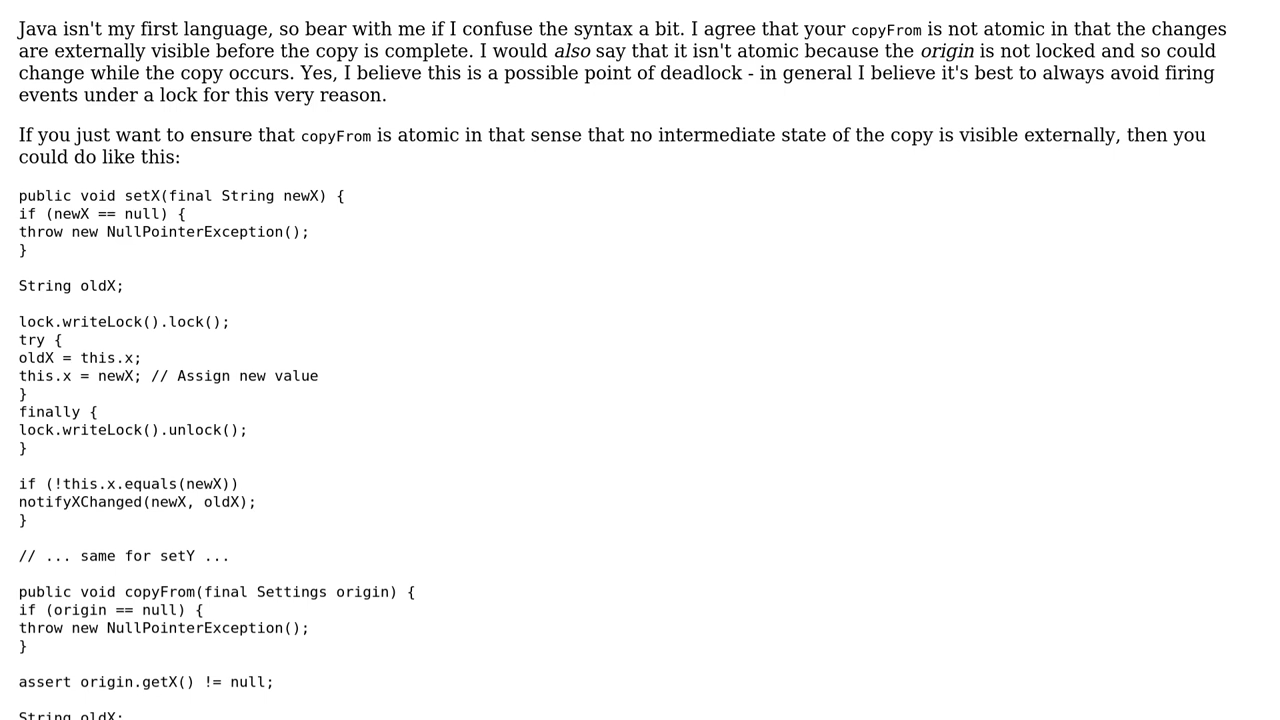 Java isn't my first language, so bear with me if I confuse the syntax a bit. I agree that your copyFrom is not atomic in that the changes
are externally visible before the copy is complete. I would also say that it isn't atomic because the origin is not locked and so could
change while the copy occurs. Yes, I believe this is a possible point of deadlock - in general I believe it's best to always avoid firing
events under a lock for this very reason.
If you just want to ensure that copyFrom is atomic in that sense that no intermediate state of the copy is visible externally, then you
could do like this:
public void setX(final String newX) {
if (newX == null) {
throw new NullPointerException();
}
String oldX;
lock.writeLock().lock();
try {
oldX = this.x;
this.x = newX; // Assign new value
}
finally {
lock.writeLock().unlock();
}
if (!this.x.equals(newX))
notifyXChanged(newX, oldX);
}
// ... same for setY ...
public void copyFrom(final Settings origin) {
if (origin == null) {
throw new NullPointerException();
}
assert origin.getX() != null;
String oldX;